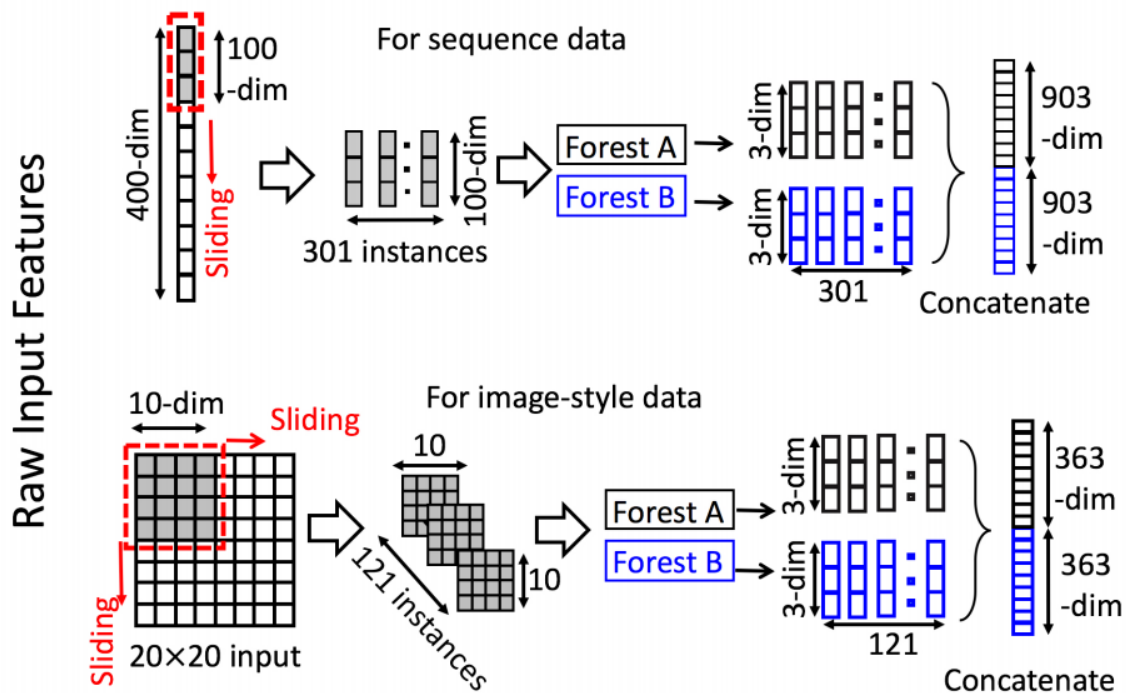 Raw Input Features
For sequence data
400-dim
100
-dim
Sliding
301 instances
100-dim
Forest A
Forest B
3-dim
3-dim
301
903
-dim
903
-dim
Concatenate
For image-style data
10-dim
Sliding
Sliding
20×20 input
10
10
121 instances
Forest A
Forest B
3-dim
3-dim
121
363
-dim
363
-dim
Concatenate